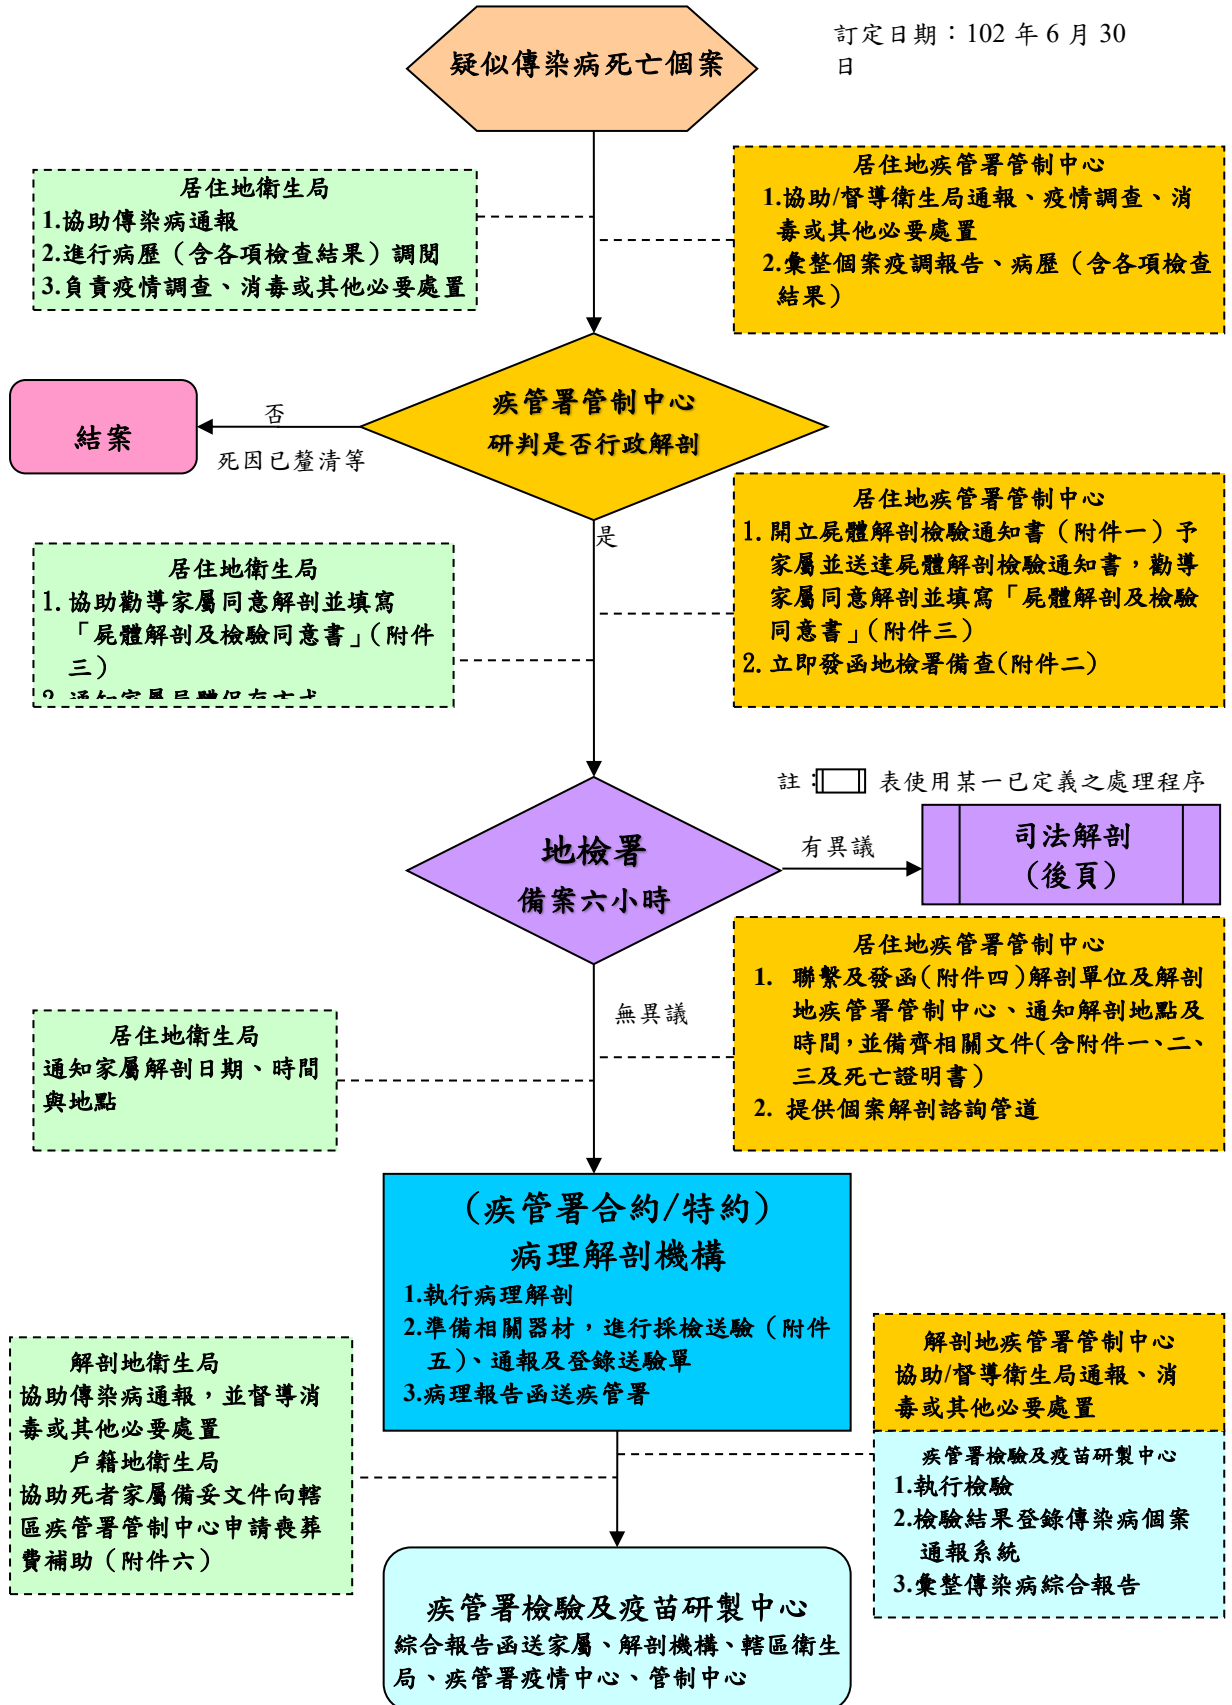 訂定日期：102 年 6 月 30
日
疑似傳染病死亡個案
居住地衛生局
1.協助傳染病通報
2.進行病歷（含各項檢查結果）調閱
3.負責疫情調查、消毒或其他必要處置
居住地疾管署管制中心
1.協助/督導衛生局通報、疫情調查、消
毒或其他必要處置
2.彙整個案疫調報告、病歷（含各項檢查
結果）
疾管署管制中心
研判是否行政解剖
否
死因已釐清等
結案
是
居住地衛生局
1. 協助勸導家屬同意解剖並填寫
「屍體解剖及檢驗同意書」(附件
三）
2. 通知家屬屍體保存方式
居住地疾管署管制中心
1. 開立屍體解剖檢驗通知書（附件一）予
家屬並送達屍體解剖檢驗通知書，勸導
家屬同意解剖並填寫「屍體解剖及檢驗
同意書」(附件三）
2. 立即發函地檢署備查(附件二）
註： 表使用某一已定義之處理程序
地檢署
備案六小時
有異議
司法解剖
（後頁）
無異議
居住地衛生局
通知家屬解剖日期、時間
與地點
居住地疾管署管制中心
1. 聯繫及發函(附件四）解剖單位及解剖
地疾管署管制中心、通知解剖地點及
時間，並備齊相關文件(含附件一、二、
三及死亡證明書）
2. 提供個案解剖諮詢管道
（疾管署合約/特約）
病理解剖機構
1.執行病理解剖
2.準備相關器材，進行採檢送驗（附件
五）、通報及登錄送驗單
3.病理報告函送疾管署
解剖地衛生局
協助傳染病通報，並督導消
毒或其他必要處置
戶籍地衛生局
協助死者家屬備妥文件向轄
區疾管署管制中心申請喪葬
費補助（附件六）
解剖地疾管署管制中心
協助/督導衛生局通報、消
毒或其他必要處置
疾管署檢驗及疫苗研製中心
1.執行檢驗
2.檢驗結果登錄傳染病個案
通報系統
3.彙整傳染病綜合報告
疾管署檢驗及疫苗研製中心
綜合報告函送家屬、解剖機構、轄區衛生
局、疾管署疫情中心、管制中心